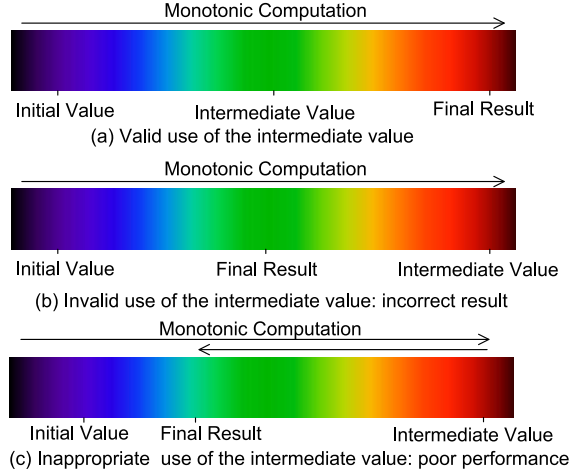 Monotonic Computation
Initial Value Intermediate Value Final Result
(a) Valid use of the intermediate value
Monotonic Computation
Initial Value Final Result Intermediate Value
(b) Invalid use of the intermediate value: incorrect result
Monotonic Computation
Initial Value Final Result Intermediate Value
(c) Inappropriate use of the intermediate value: poor performance